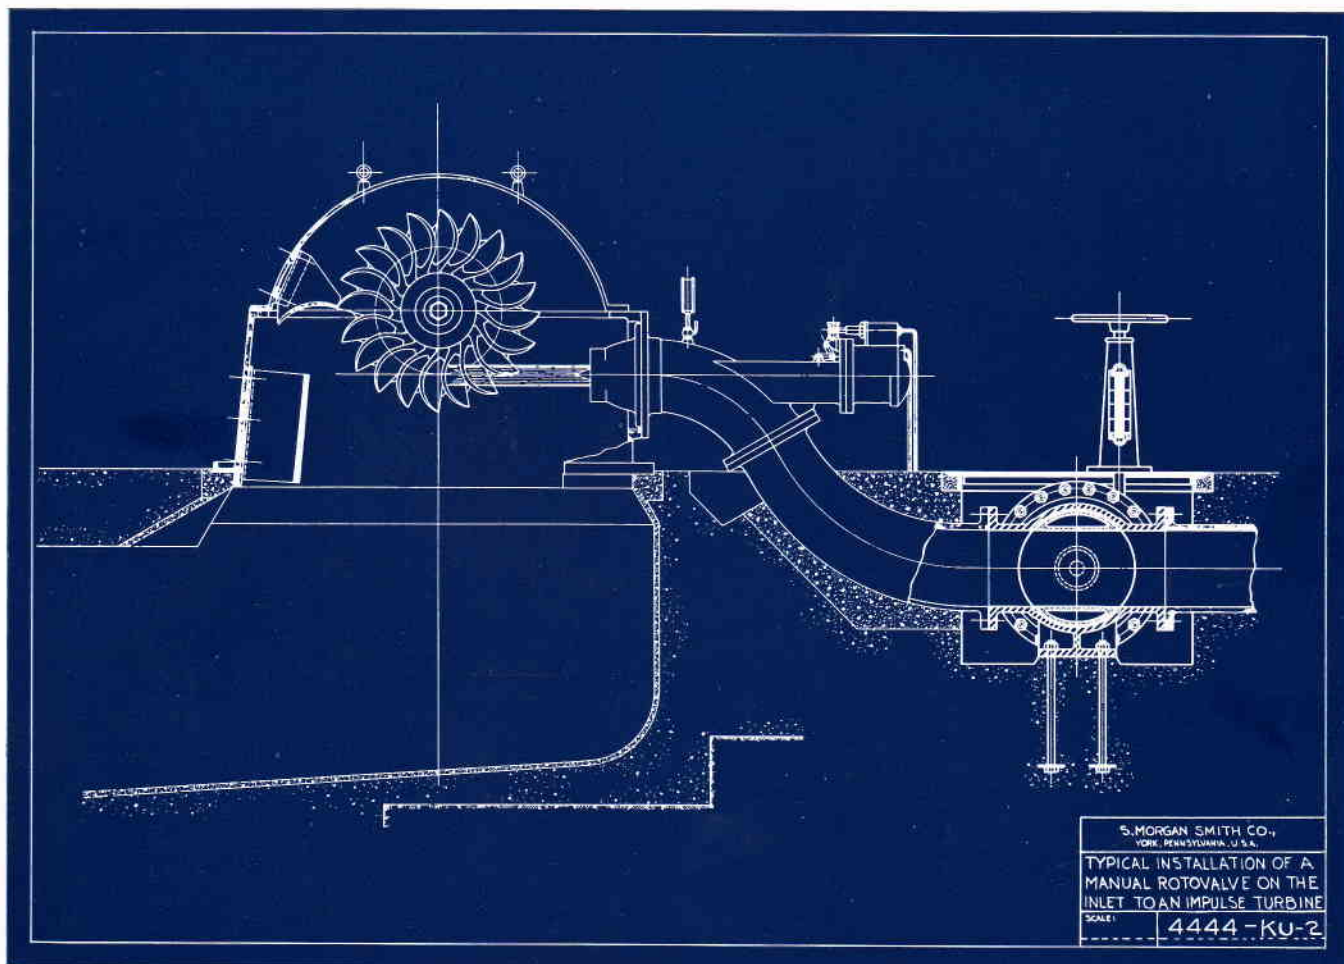 S. MORGAN SMITH CO.,
YORK, PENNSYLVANIA, U.S.A.
TYPICAL INSTALLATION OF A
MANUAL ROTOVALVE ON THE
INLET TO AN IMPULSE TURBINE
SCALE:
4444-KU-2